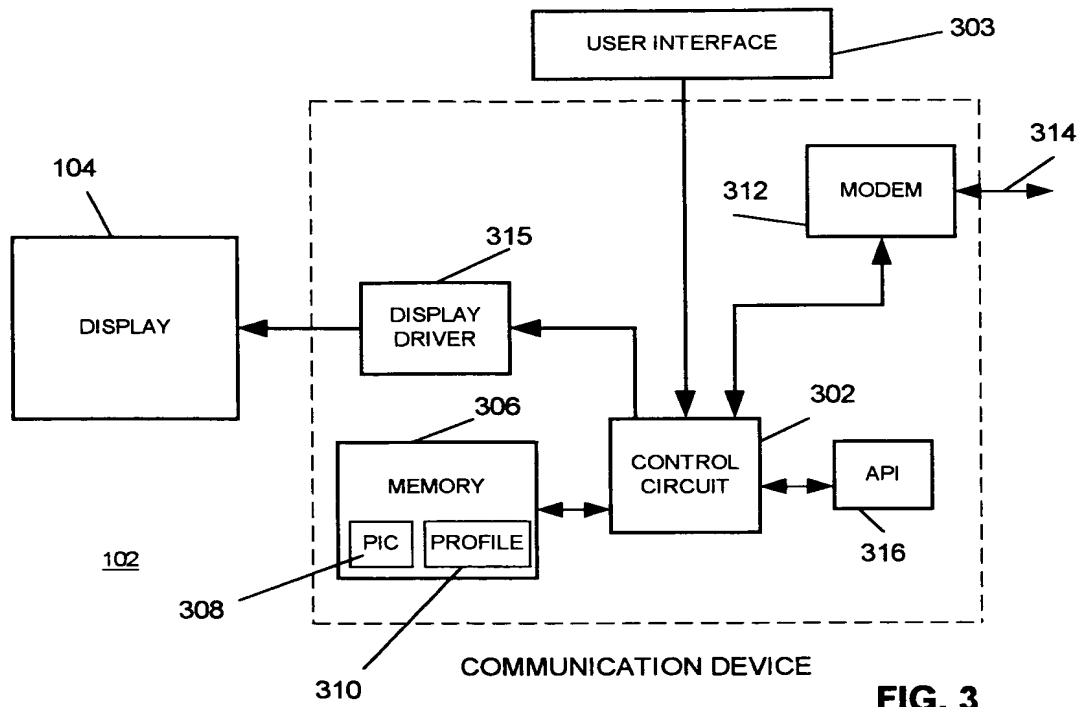 USER INTERFACE
303
314
104
MODEM
312
315
DISPLAY
DISPLAY
DRIVER
306
302
MEMORY
CONTROL
CIRCUIT
API
PIC
PROFILE
316
102
308
310
COMMUNICATION DEVICE
FIG. 3